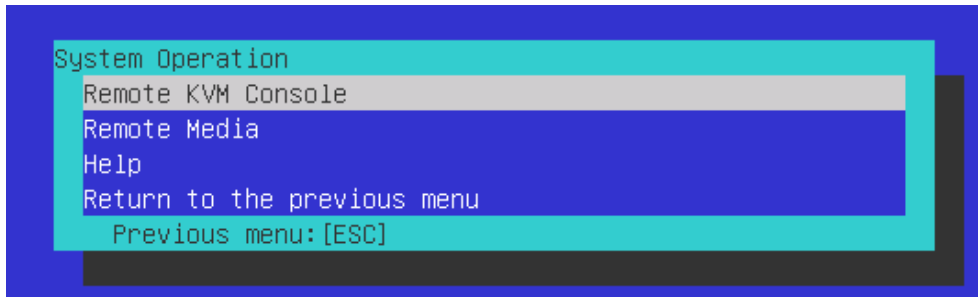 System Operation
Remote KVM Console
Remote Media
Help
Return to the previous menu
Previous menu:[ESC]